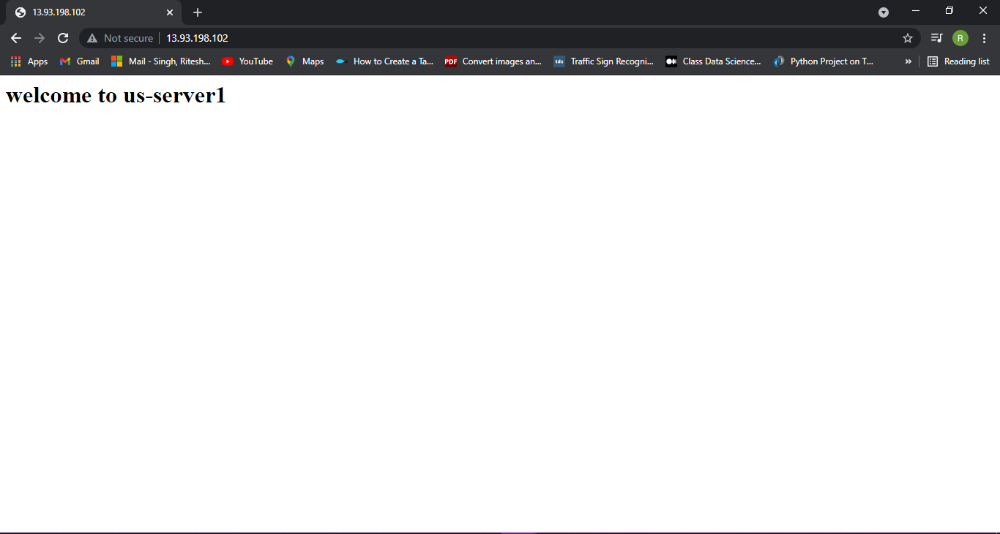 13.93.198.102
Not secure 13.93.198.102
R
Apps Gmail Mail - Singh, Ritesh... YouTube Maps How to Create a Ta... PDF Convert images an... tds Traffic Sign Recogni... Class Data Science... Python Project on T... » Reading list
welcome to us-server1